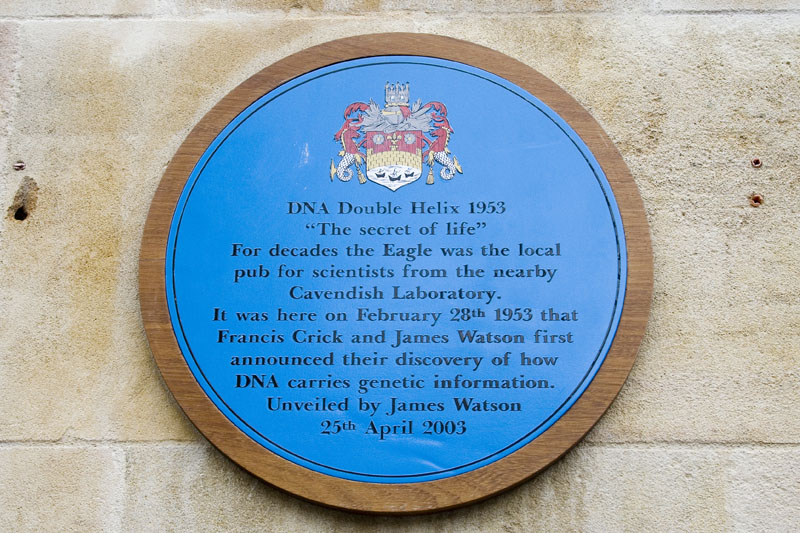 DNA Double Helix 1953
“The secret of life”
For decades the Eagle was the local
pub for scientists from the nearby
Cavendish Laboratory.
It was here on February 28th 1953 that
Francis Crick and James Watson first
announced their discovery of how
DNA carries genetic information.
Unveiled by James Watson
25th April 2003